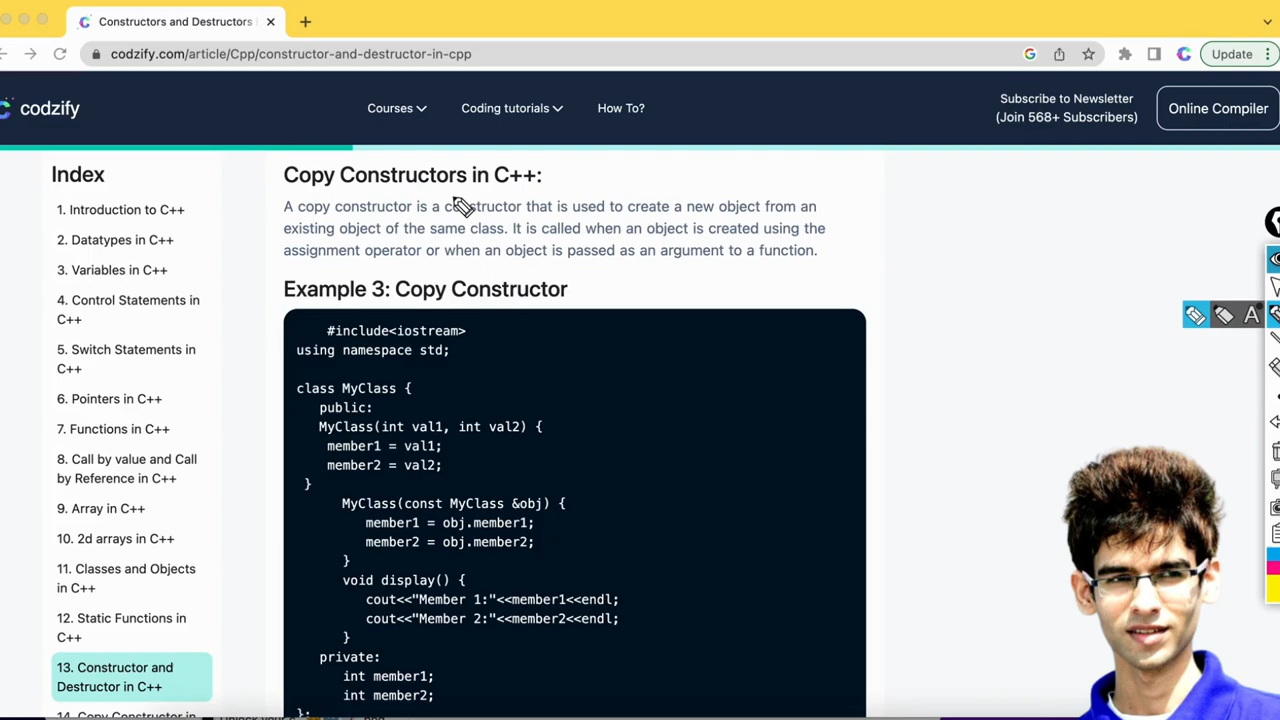 Constructors and Destructors
codzify.com/article/Cpp/constructor-and-destructor-in-cpp
Update
codzify
Courses
Coding tutorials
How To?
Subscribe to Newsletter
(Join 568+ Subscribers)
Online Compiler
Index
1. Introduction to C++
2. Datatypes in C++
3. Variables in C++
4. Control Statements in
C++
5. Switch Statements in
C++
6. Pointers in C++
7. Functions in C++
8. Call by value and Call
by Reference in C++
9. Array in C++
10. 2d arrays in C++
11. Classes and Objects
in C++
12. Static Functions in
C++
13. Constructor and
Destructor in C++
14. Copy Constructor in
Copy Constructors in C++:
A copy constructor is a constructor that is used to create a new object from an
existing object of the same class. It is called when an object is created using the
assignment operator or when an object is passed as an argument to a function.
Example 3: Copy Constructor
#include<iostream>
using namespace std;
class MyClass {
public:
MyClass(int val1, int val2) {
member1 = val1;
member2 = val2;
}
MyClass(const MyClass &obj) {
member1 = obj.member1;
member2 = obj.member2;
}
void display() {
cout<<"Member 1:"<<member1<<endl;
cout<<"Member 2:"<<member2<<endl;
}
private:
int member1;
int member2;
};
A